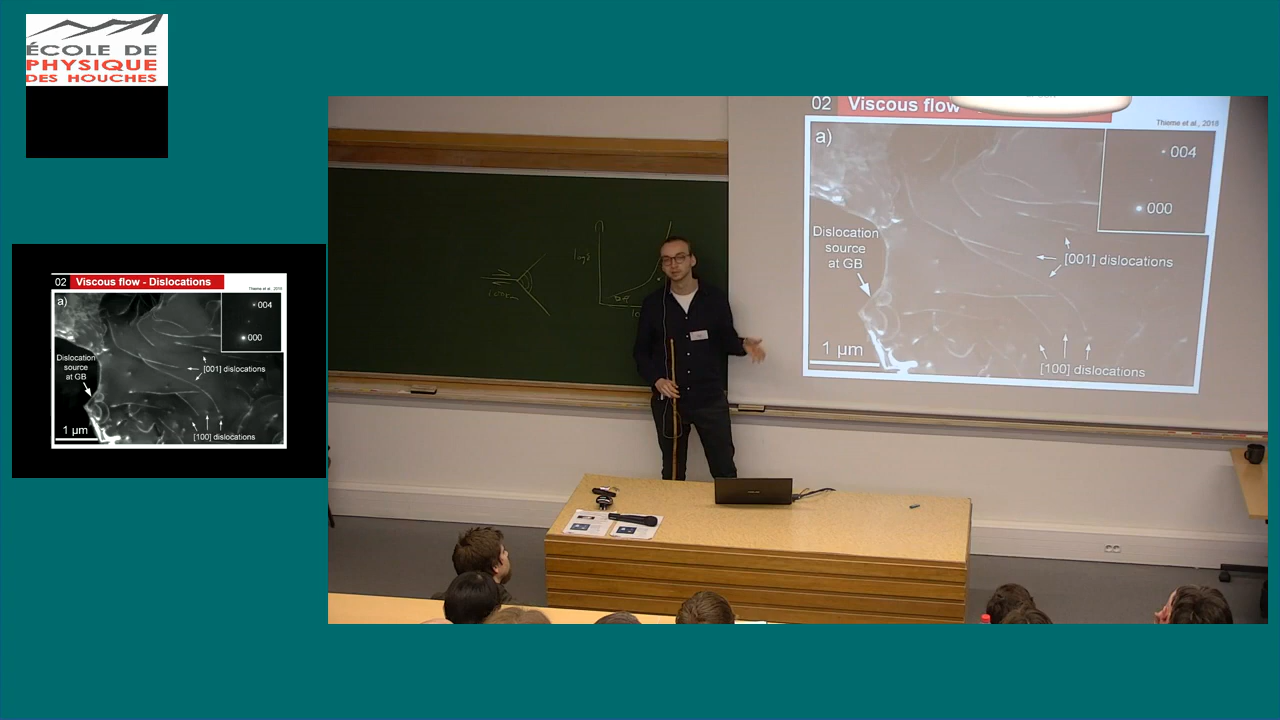 ÉCOLE DE
PHYSIQUE
DES HOUCHES
02 Viscous flow - Dislocations
Thieme et al., 2018
a)
004
000
Dislocation
source
at GB
[001] dislocations
1 µm
[100] dislocations
02 Viscous flow
Thieme et al., 2018
a)
004
000
Dislocation
source
at GB
[001] dislocations
1 µm
[100] dislocations